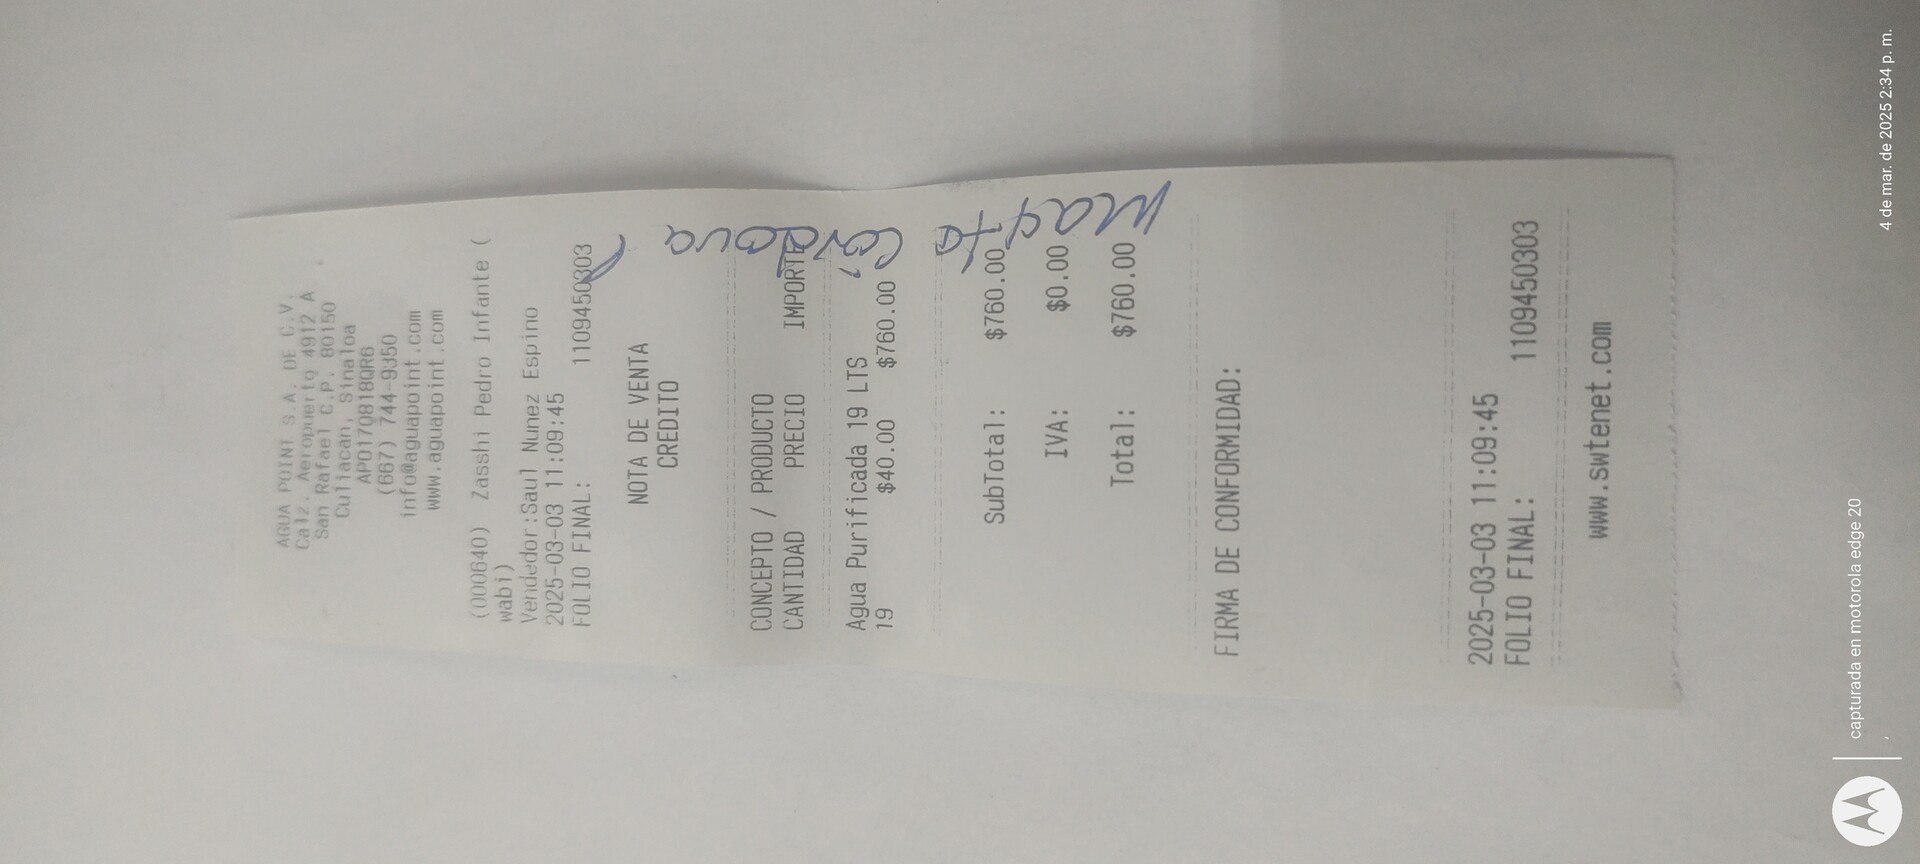 AGUA POINT S.A. DE C.V.
Calz. Aeropuerto 4912 A
San Rafael C.P. 80150
Culiacan, Sinaloa
(667) 744-9350
info@aguapoint.com
www.aguapoint.com
(000640) Zasshi Pedro Infante (
wabi)
Vendedor:Saul Nunez Espino
2025-03-03 11:09:45
FOLIO FINAL: 1109450303
NOTA DE VENTA
CREDITO
CONCEPTO / PRODUCTO
CANTIDAD PRECIO IMPORTE
Agua Purificada 19 LTS
19 $40.00 $760.00
SubTotal: $760.00
IVA: $0.00
Total: $760.00
Cordova
FIRMA DE CONFORMIDAD:
2025-03-03 11:09:45
FOLIO FINAL: 1109450303
www.swtenet.com
capturada en motorola edge 20
4 de mar. de 2025 2:34 p. m.